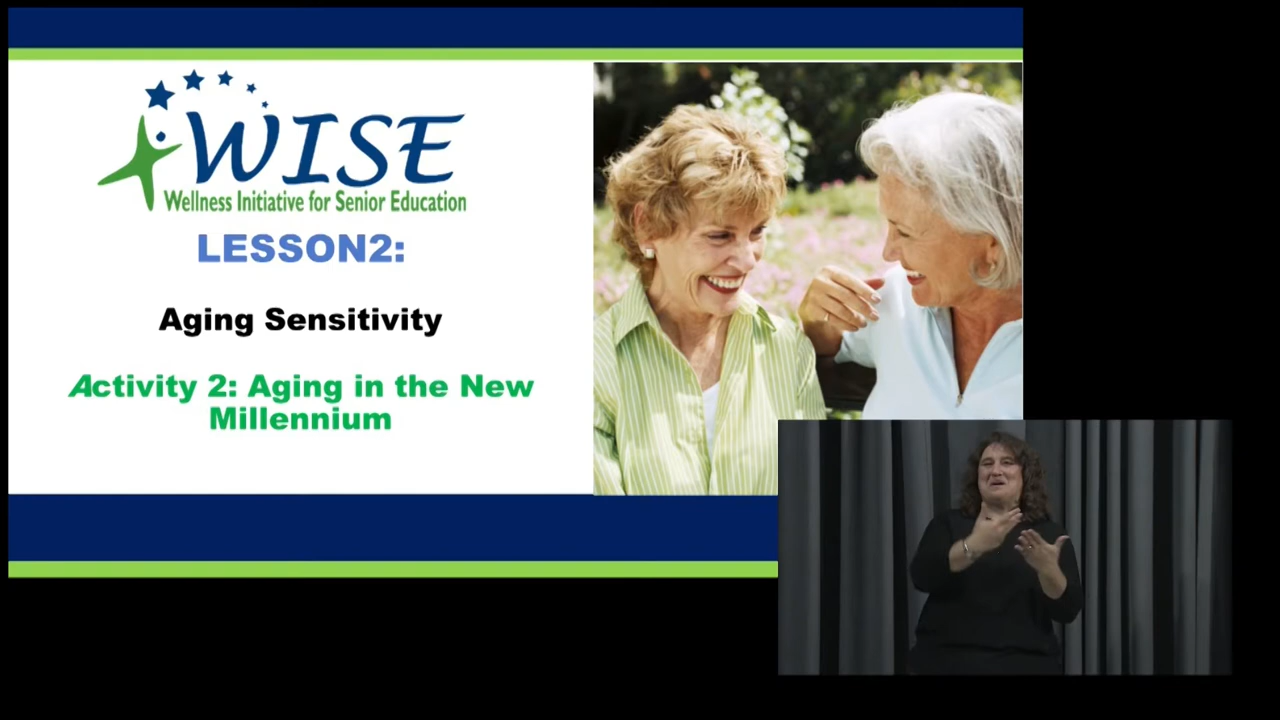 WISE
Wellness Initiative for Senior Education
LESSON2:
Aging Sensitivity
Activity 2: Aging in the New
Millennium